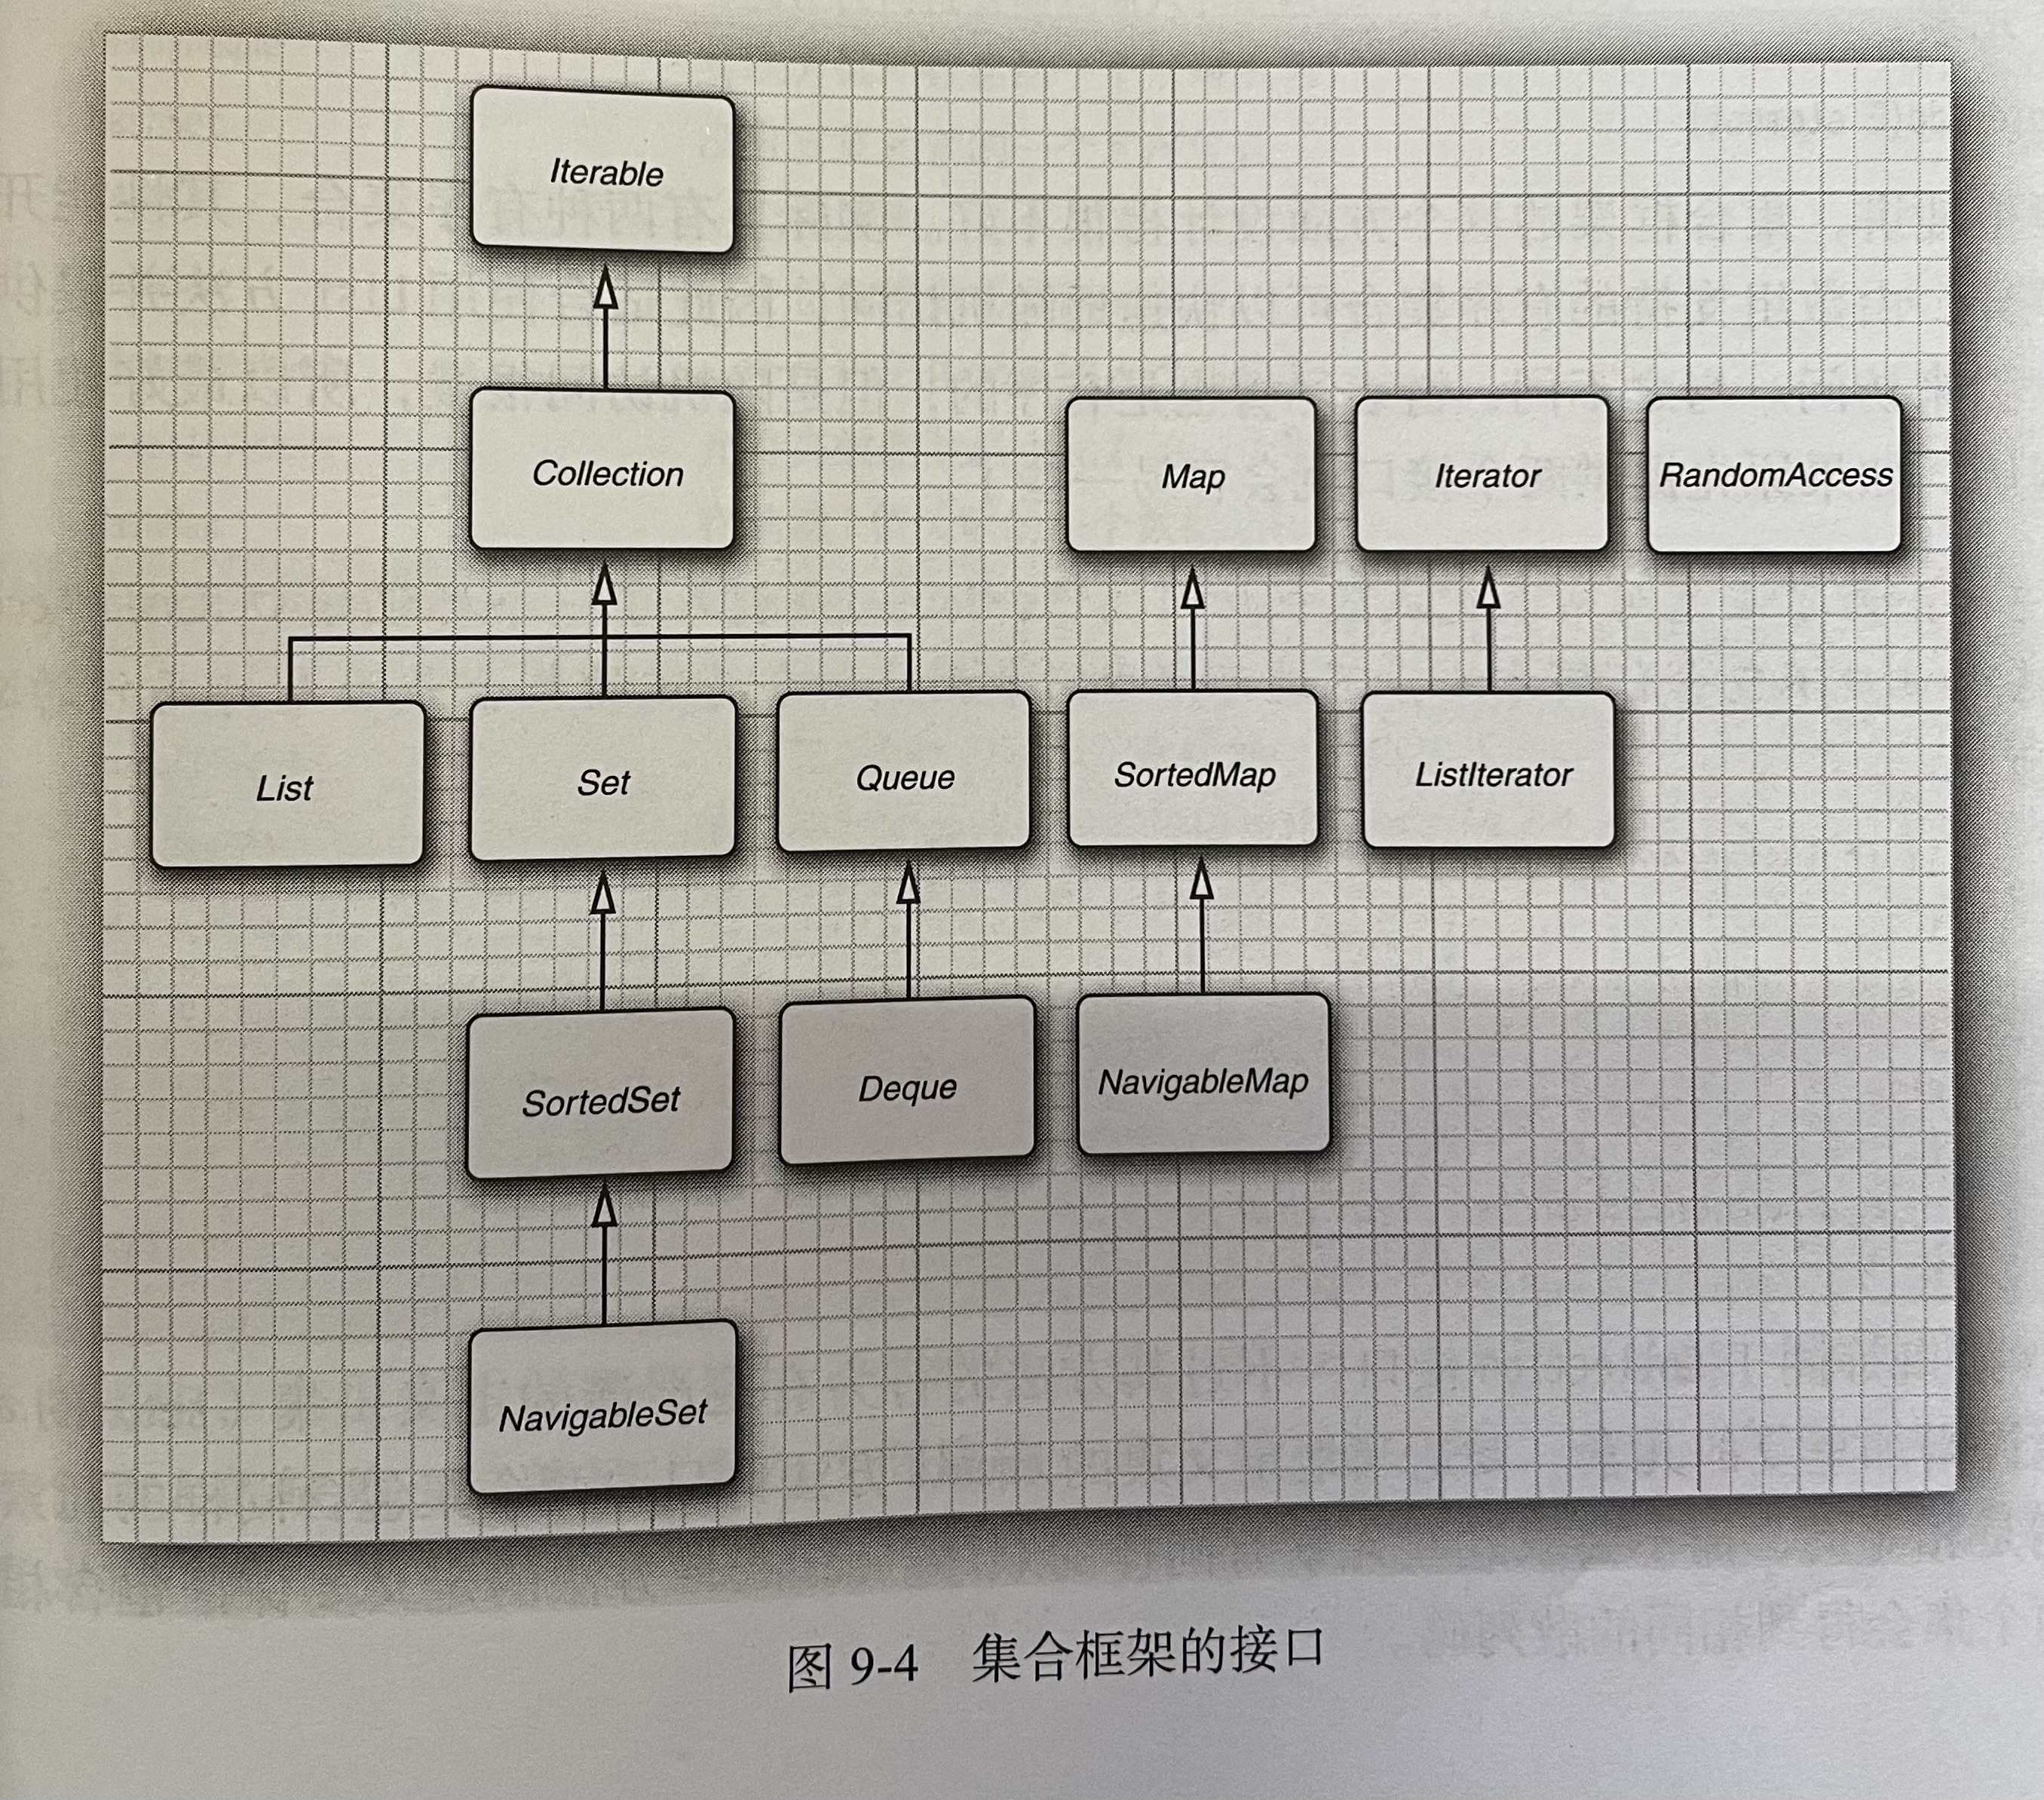 Iterable
Collection
Map
Iterator
RandomAccess
List
Set
Queue
SortedMap
ListIterator
SortedSet
Deque
NavigableMap
NavigableSet
图 9-4 集合框架的接口